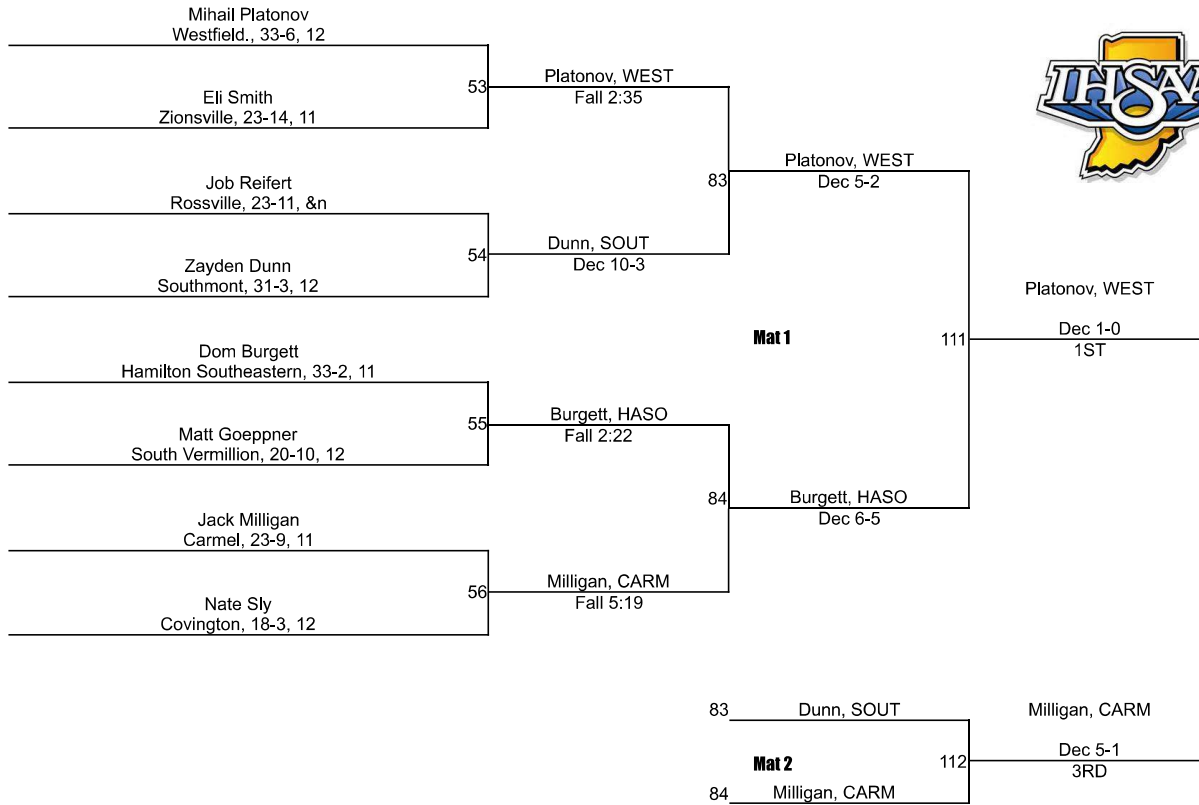 Mihail Platonov
Westfield., 33-6, 12
53
Eli Smith
Zionsville, 23-14, 11
Platonov, WEST
Fall 2:35
Job Reifert
Rossville, 23-11, &n
54
Zayden Dunn
Southmont, 31-3, 12
Dunn, SOUT
Dec 10-3
83
Platonov, WEST
Dec 5-2
Dom Burgett
Hamilton Southeastern, 33-2, 11
55
Matt Goeppner
South Vermillion, 20-10, 12
Burgett, HASO
Fall 2:22
Jack Milligan
Carmel, 23-9, 11
56
Nate Sly
Covington, 18-3, 12
Milligan, CARM
Fall 5:19
84
Burgett, HASO
Dec 6-5
Mat 1
111
Platonov, WEST
Dec 1-0
1ST
IHSAA
83
Dunn, SOUT
Mat 2
84
Milligan, CARM
112
Milligan, CARM
Dec 5-1
3RD